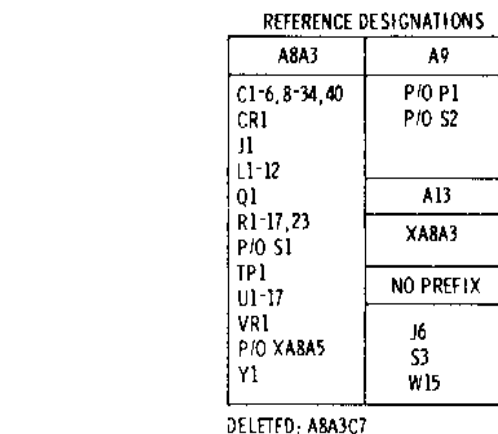 REFERENCE DESIGNATIONS
A8A3
C1-6, 8-34, 40
CR1
J1
L1-12
Q1
R1-17, 23
P/O S1
TP1
U1-17
VR1
P/O XA8A5
Y1
A9
P/O P1
P/O S2
A13
XA8A3
NO PREFIX
J6
S3
W15
DELETED: A8A3C7